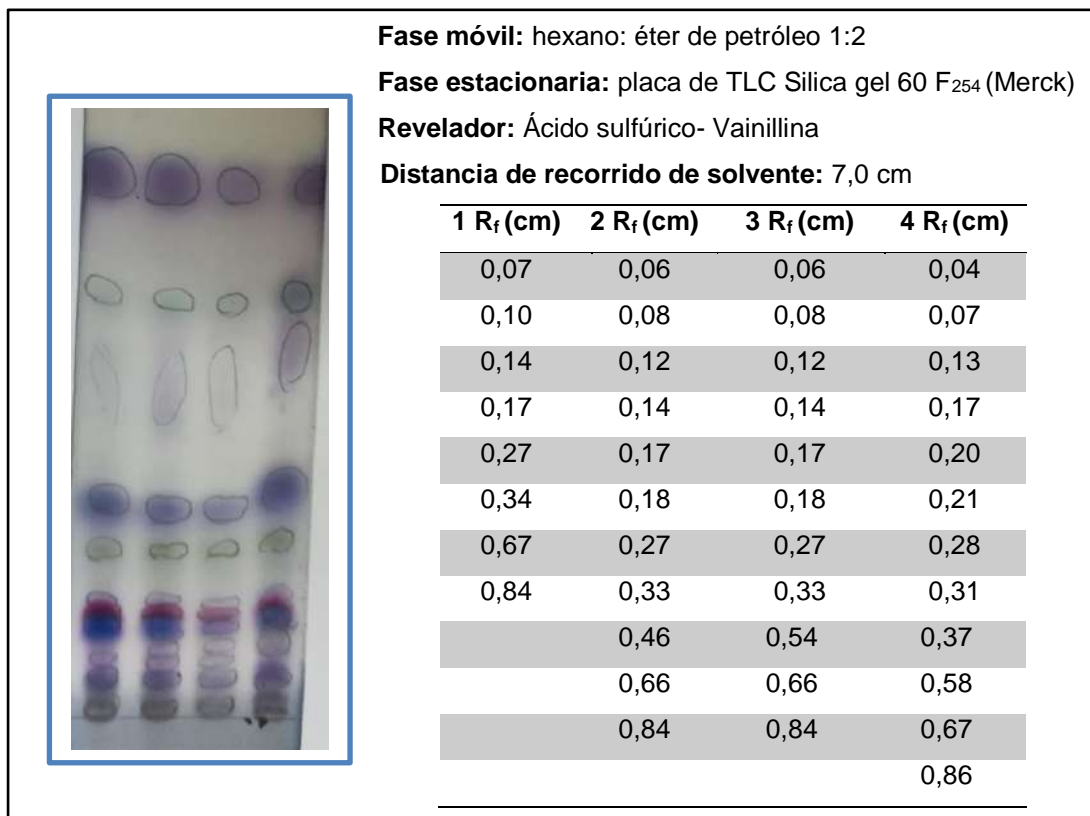 Fase móvil: hexano: éter de petróleo 1:2
Fase estacionaria: placa de TLC Silica gel 60 F254 (Merck)
Revelador: Ácido sulfúrico- Vainillina
Distancia de recorrido de solvente: 7,0 cm
1 Rf (cm) 2 Rf (cm) 3 Rf (cm) 4 Rf (cm)
0,07 0,06 0,06 0,04
0,10 0,08 0,08 0,07
0,14 0,12 0,12 0,13
0,17 0,14 0,14 0,17
0,27 0,17 0,17 0,20
0,34 0,18 0,18 0,21
0,67 0,27 0,27 0,28
0,84 0,33 0,33 0,31
0,46 0,54 0,37
0,66 0,66 0,58
0,84 0,84 0,67
0,86